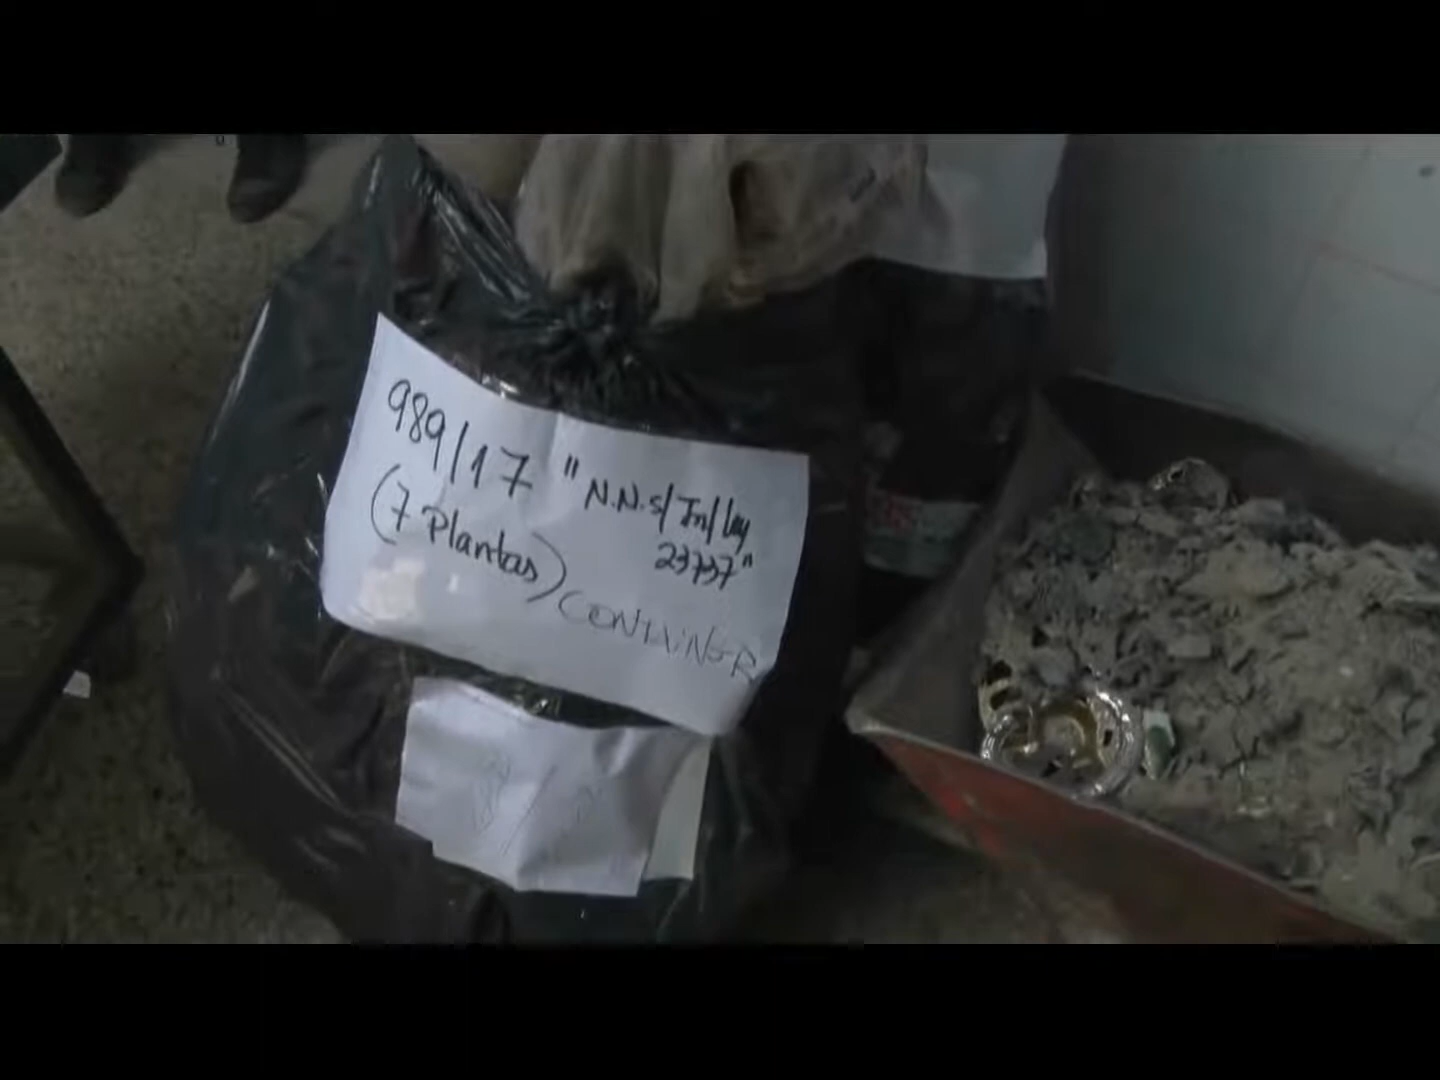 989/17 "N.N. s/ Inf/ Ley
23737"
(7 Plantas)
CONTAINER